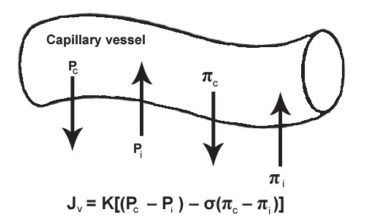 Capillary vessel
Pc
πc
Pi
πi
Jv = K[(Pc – Pi) – σ(πc – πi)]